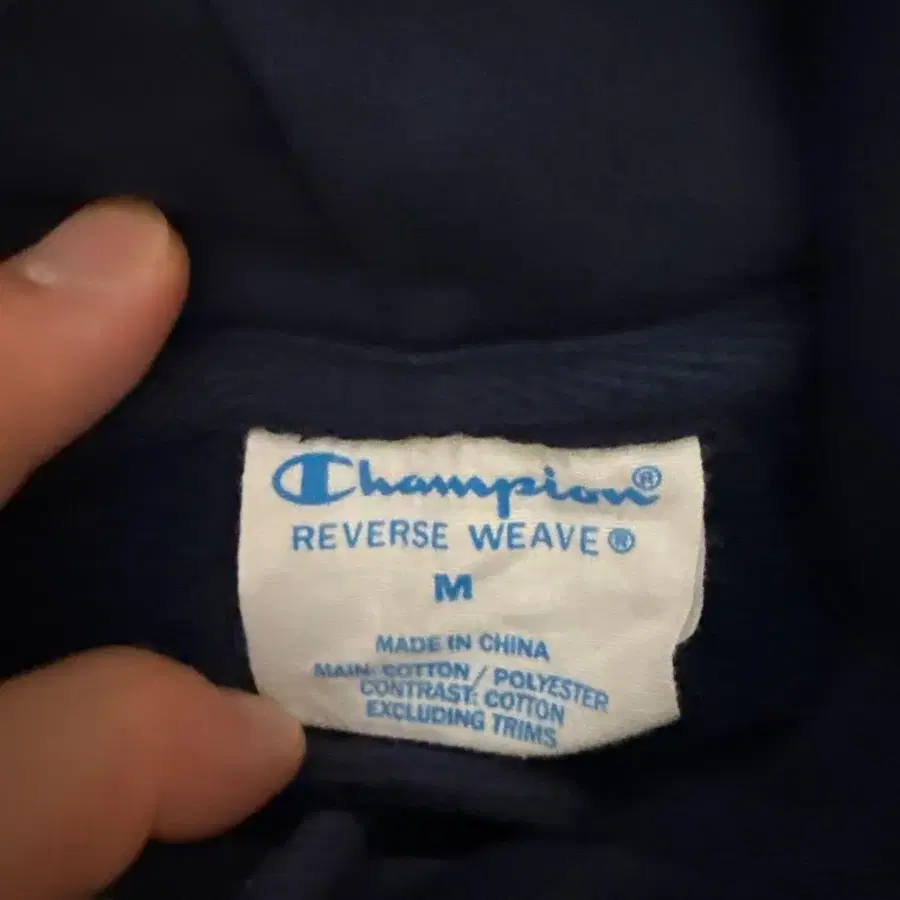 Champion®
REVERSE WEAVE®
M
MADE IN CHINA
MAIN: COTTON / POLYESTER
CONTRAST: COTTON
EXCLUDING TRIMS